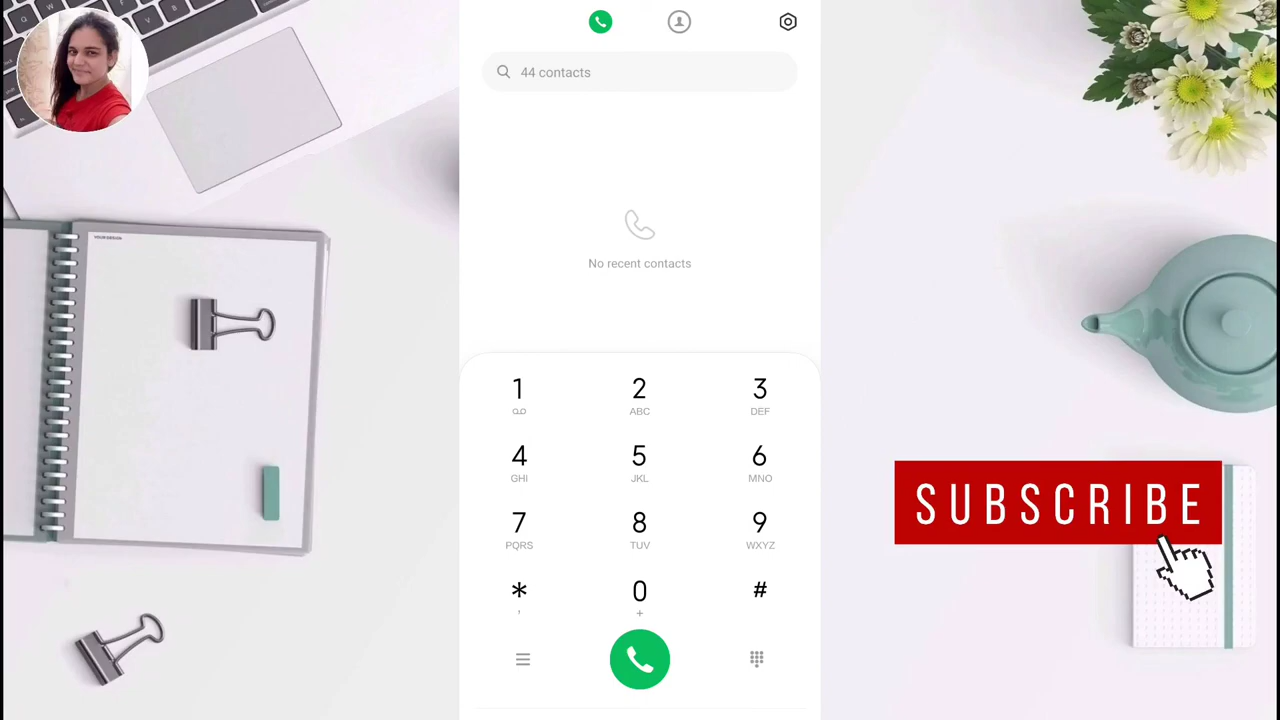 44 contacts
No recent contacts
1
2
ABC
3
DEF
4
GHI
5
JKL
6
MNO
7
PQRS
8
TUV
9
WXYZ
*
,
0
+
#
SUBSCRIBE